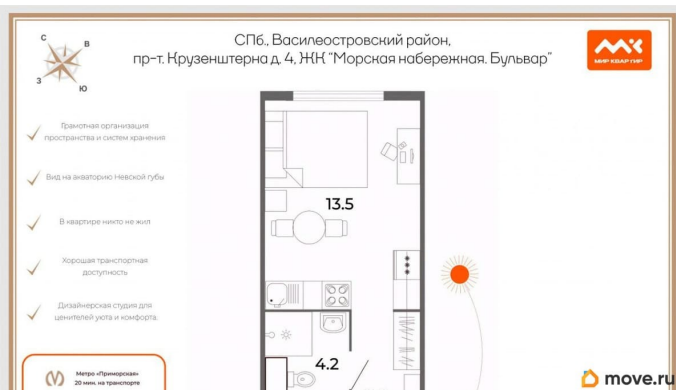 СПб., Василеостровский район,
пр-т. Крузенштерна д. 4, ЖК "Морская набережная. Бульвар"
МИР КВАРТИР
С
В
З
Ю
Грамотная организация
пространства и систем хранения
Вид на акваторию Невской губы
В квартире никто не жил
Хорошая транспортная
доступность
Дизайнерская студия для
ценителей уюта и комфорта.
Метро «Приморская»
20 мин. на транспорте
13.5
4.2
move.ru